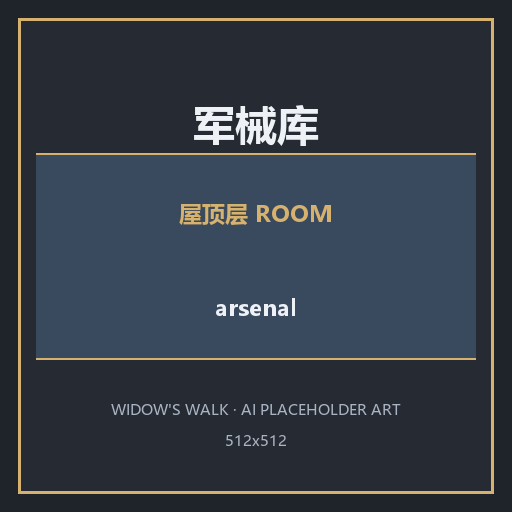 军械库
屋顶层 ROOM
arsenal
WIDOW'S WALK · AI PLACEHOLDER ART
512x512